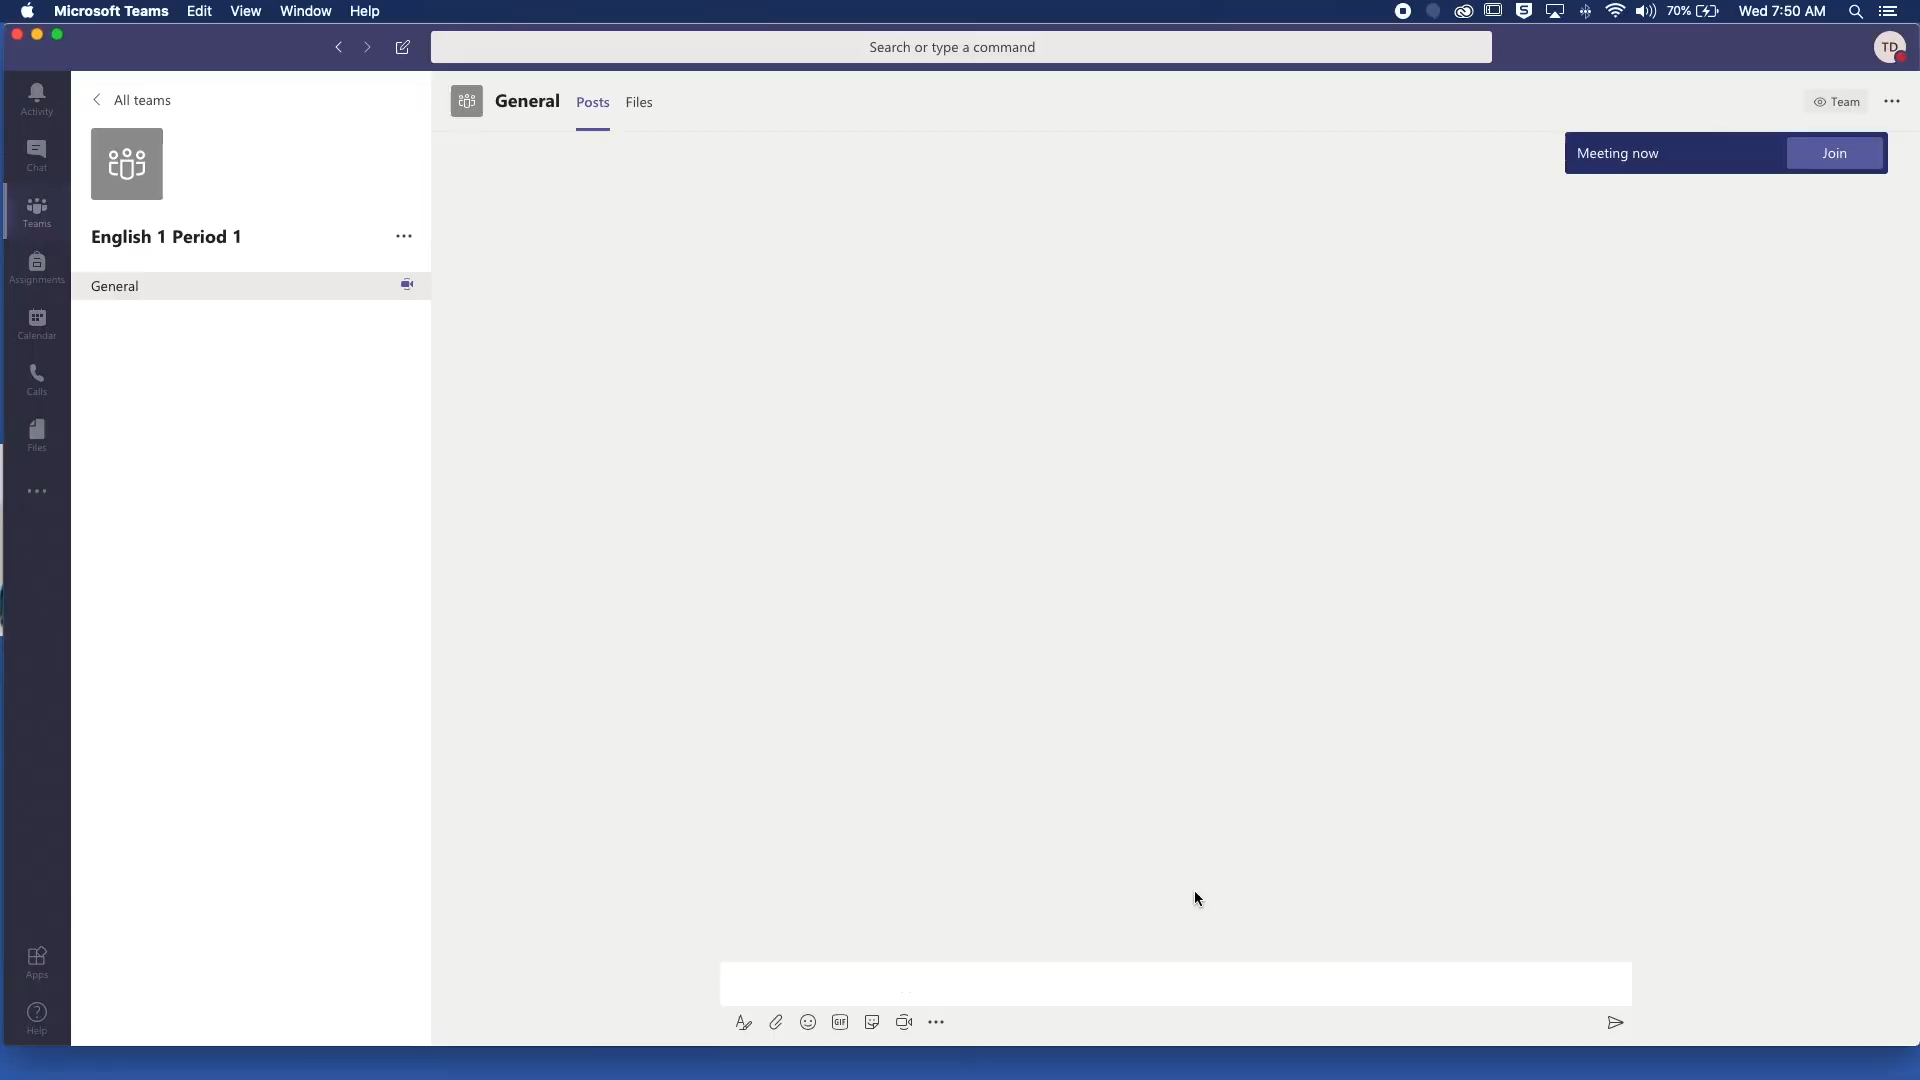 Microsoft Teams Edit View Window Help
70% Wed 7:50 AM
Search or type a command
TD
Activity
Chat
Teams
Assignments
Calendar
Calls
Files
Apps
Help
All teams
English 1 Period 1
General
General Posts Files
Team
Meeting now Join
GIF